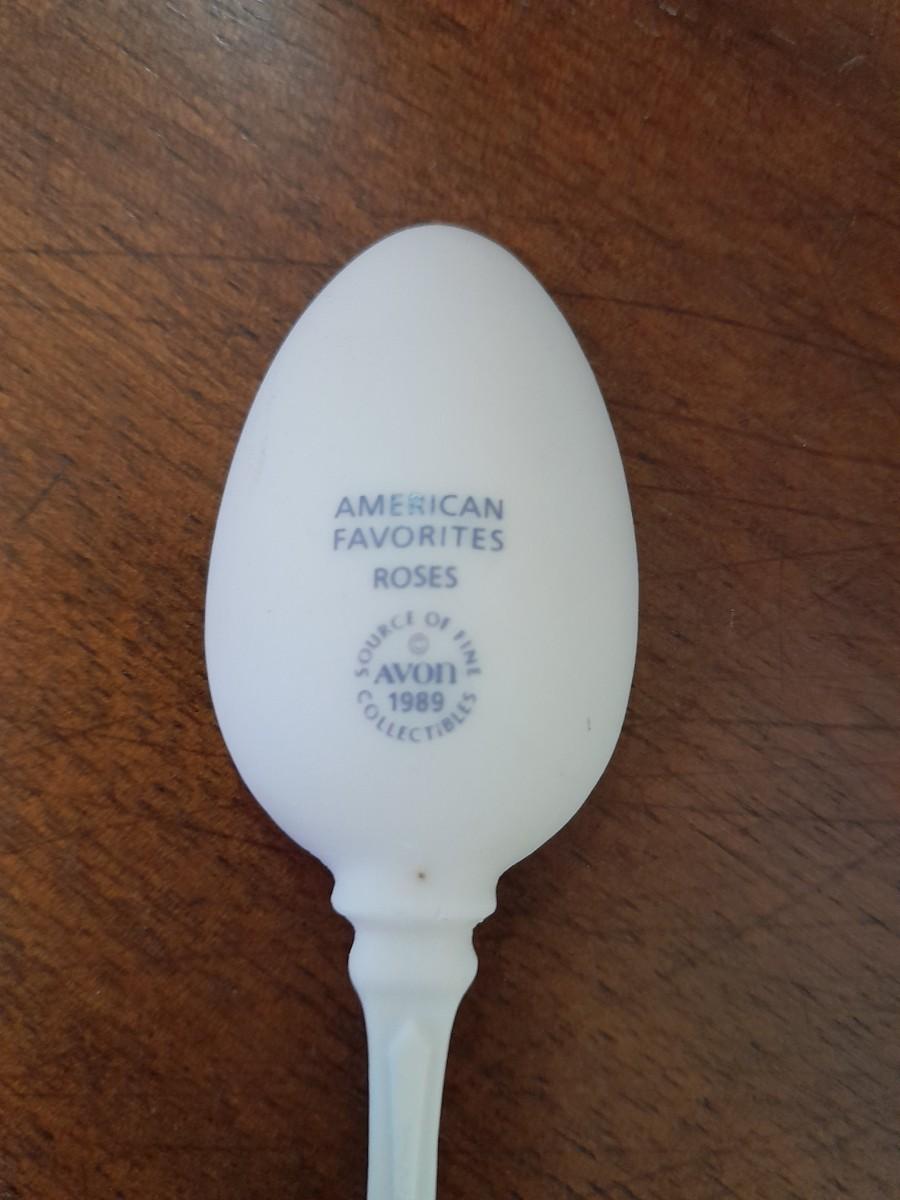 AMERICAN
FAVORITES
ROSES
SOURCE OF FINE
©
AVON
1989
COLLECTIBLES